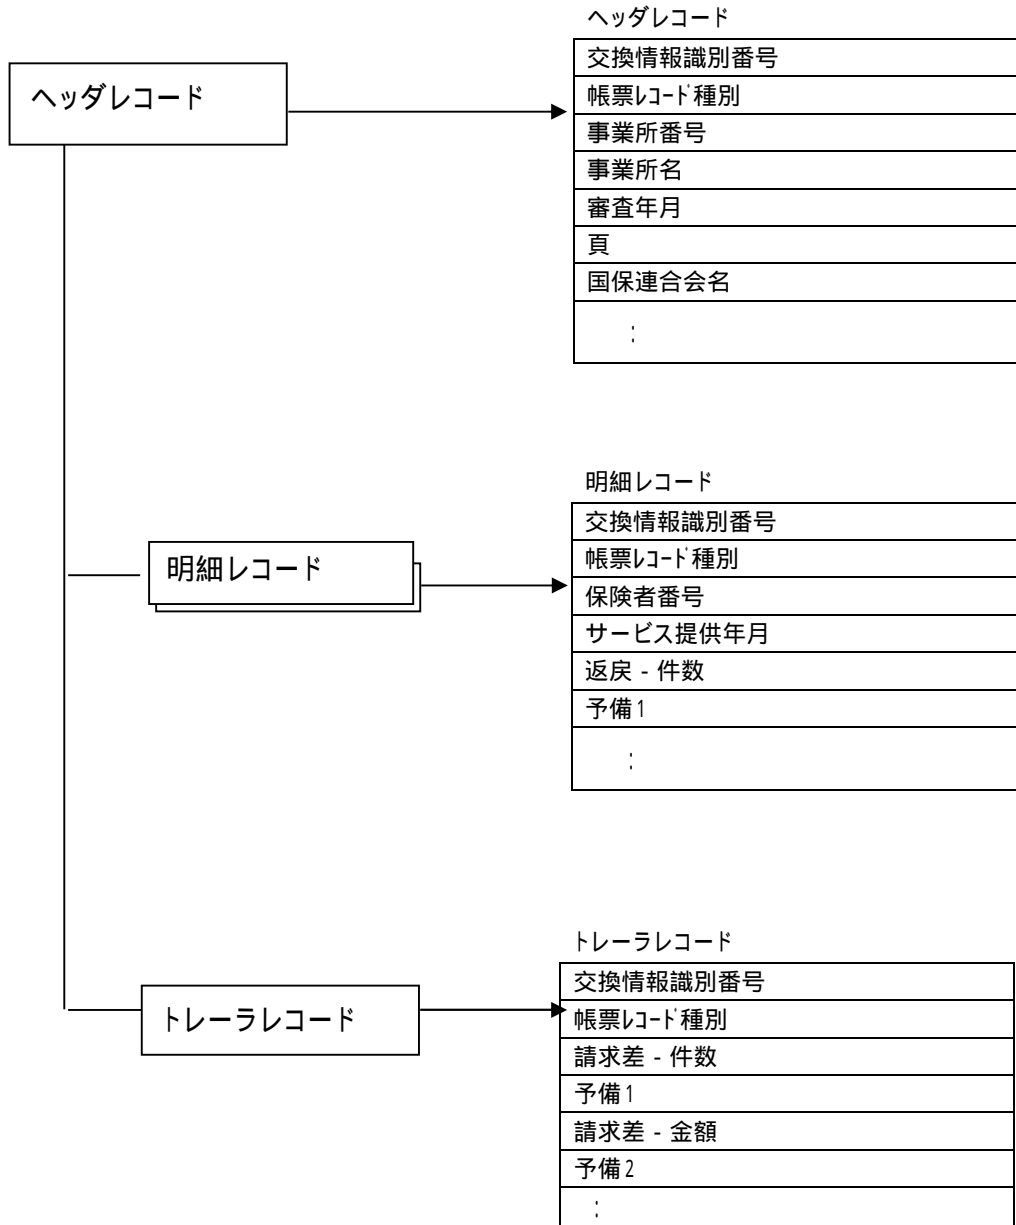 ヘッダレコード
ヘッダレコード
交換情報識別番号
帳票ﾚｺｰﾄﾞ種別
事業所番号
事業所名
審査年月
頁
国保連合会名
：
明細レコード
明細レコード
交換情報識別番号
帳票ﾚｺｰﾄﾞ種別
保険者番号
サービス提供年月
返戻 - 件数
予備1
：
トレーラレコード
トレーラレコード
交換情報識別番号
帳票ﾚｺｰﾄﾞ種別
請求差 - 件数
予備1
請求差 - 金額
予備2
：